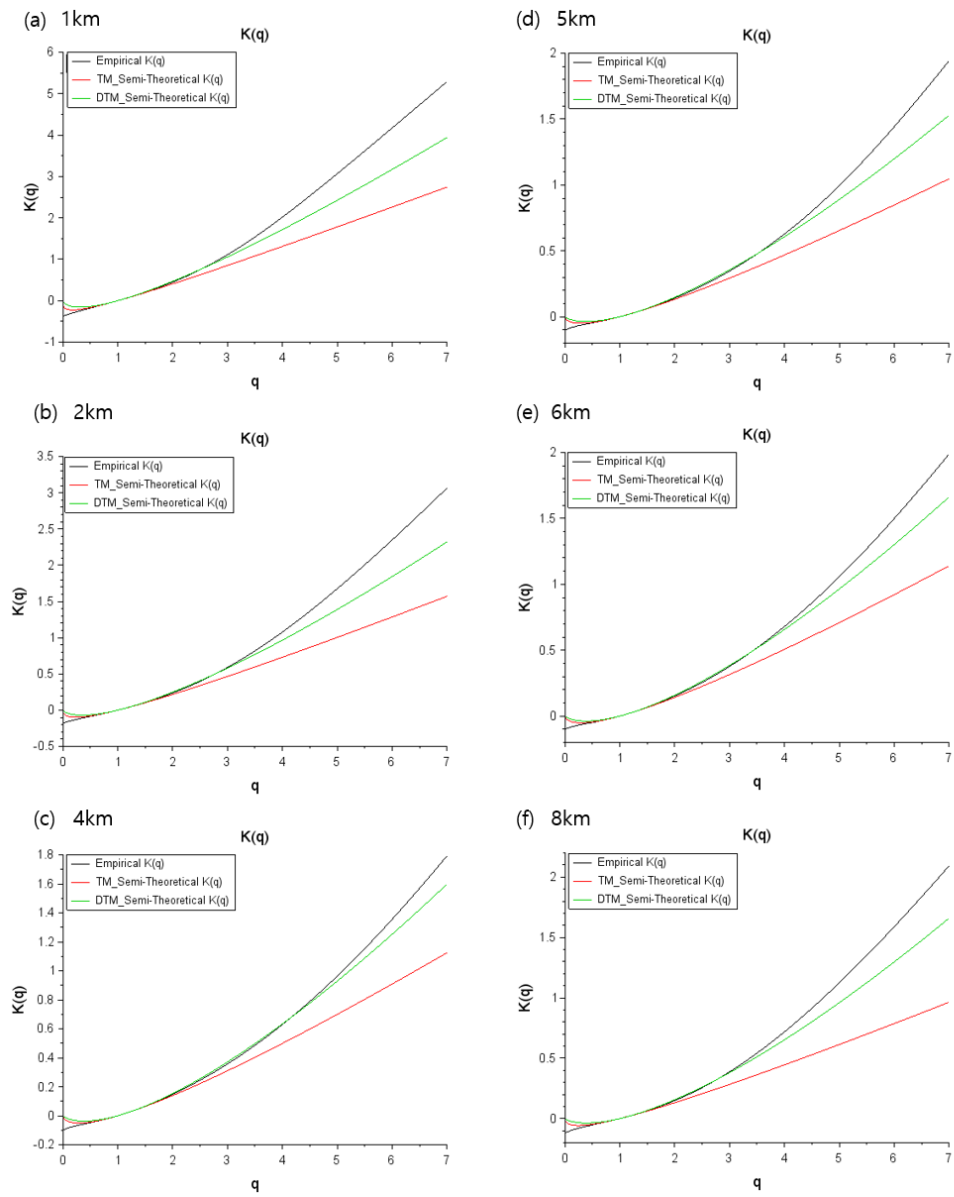 (a) 1km
K(q)
Empirical K(q)
TM_Semi-Theoretical K(q)
DTM_Semi-Theoretical K(q)
6
5
4
3
2
1
0
-1
K(q)
0 1 2 3 4 5 6 7
q
(d) 5km
K(q)
Empirical K(q)
TM_Semi-Theoretical K(q)
DTM_Semi-Theoretical K(q)
2
1.5
1
0.5
0
K(q)
0 1 2 3 4 5 6 7
q
(b) 2km
K(q)
Empirical K(q)
TM_Semi-Theoretical K(q)
DTM_Semi-Theoretical K(q)
3.5
3
2.5
2
1.5
1
0.5
0
-0.5
K(q)
0 1 2 3 4 5 6 7
q
(e) 6km
K(q)
Empirical K(q)
TM_Semi-Theoretical K(q)
DTM_Semi-Theoretical K(q)
2
1.5
1
0.5
0
K(q)
0 1 2 3 4 5 6 7
q
(c) 4km
K(q)
Empirical K(q)
TM_Semi-Theoretical K(q)
DTM_Semi-Theoretical K(q)
1.8
1.6
1.4
1.2
1
0.8
0.6
0.4
0.2
0
-0.2
K(q)
0 1 2 3 4 5 6 7
q
(f) 8km
K(q)
Empirical K(q)
TM_Semi-Theoretical K(q)
DTM_Semi-Theoretical K(q)
2
1.5
1
0.5
0
K(q)
0 1 2 3 4 5 6 7
q